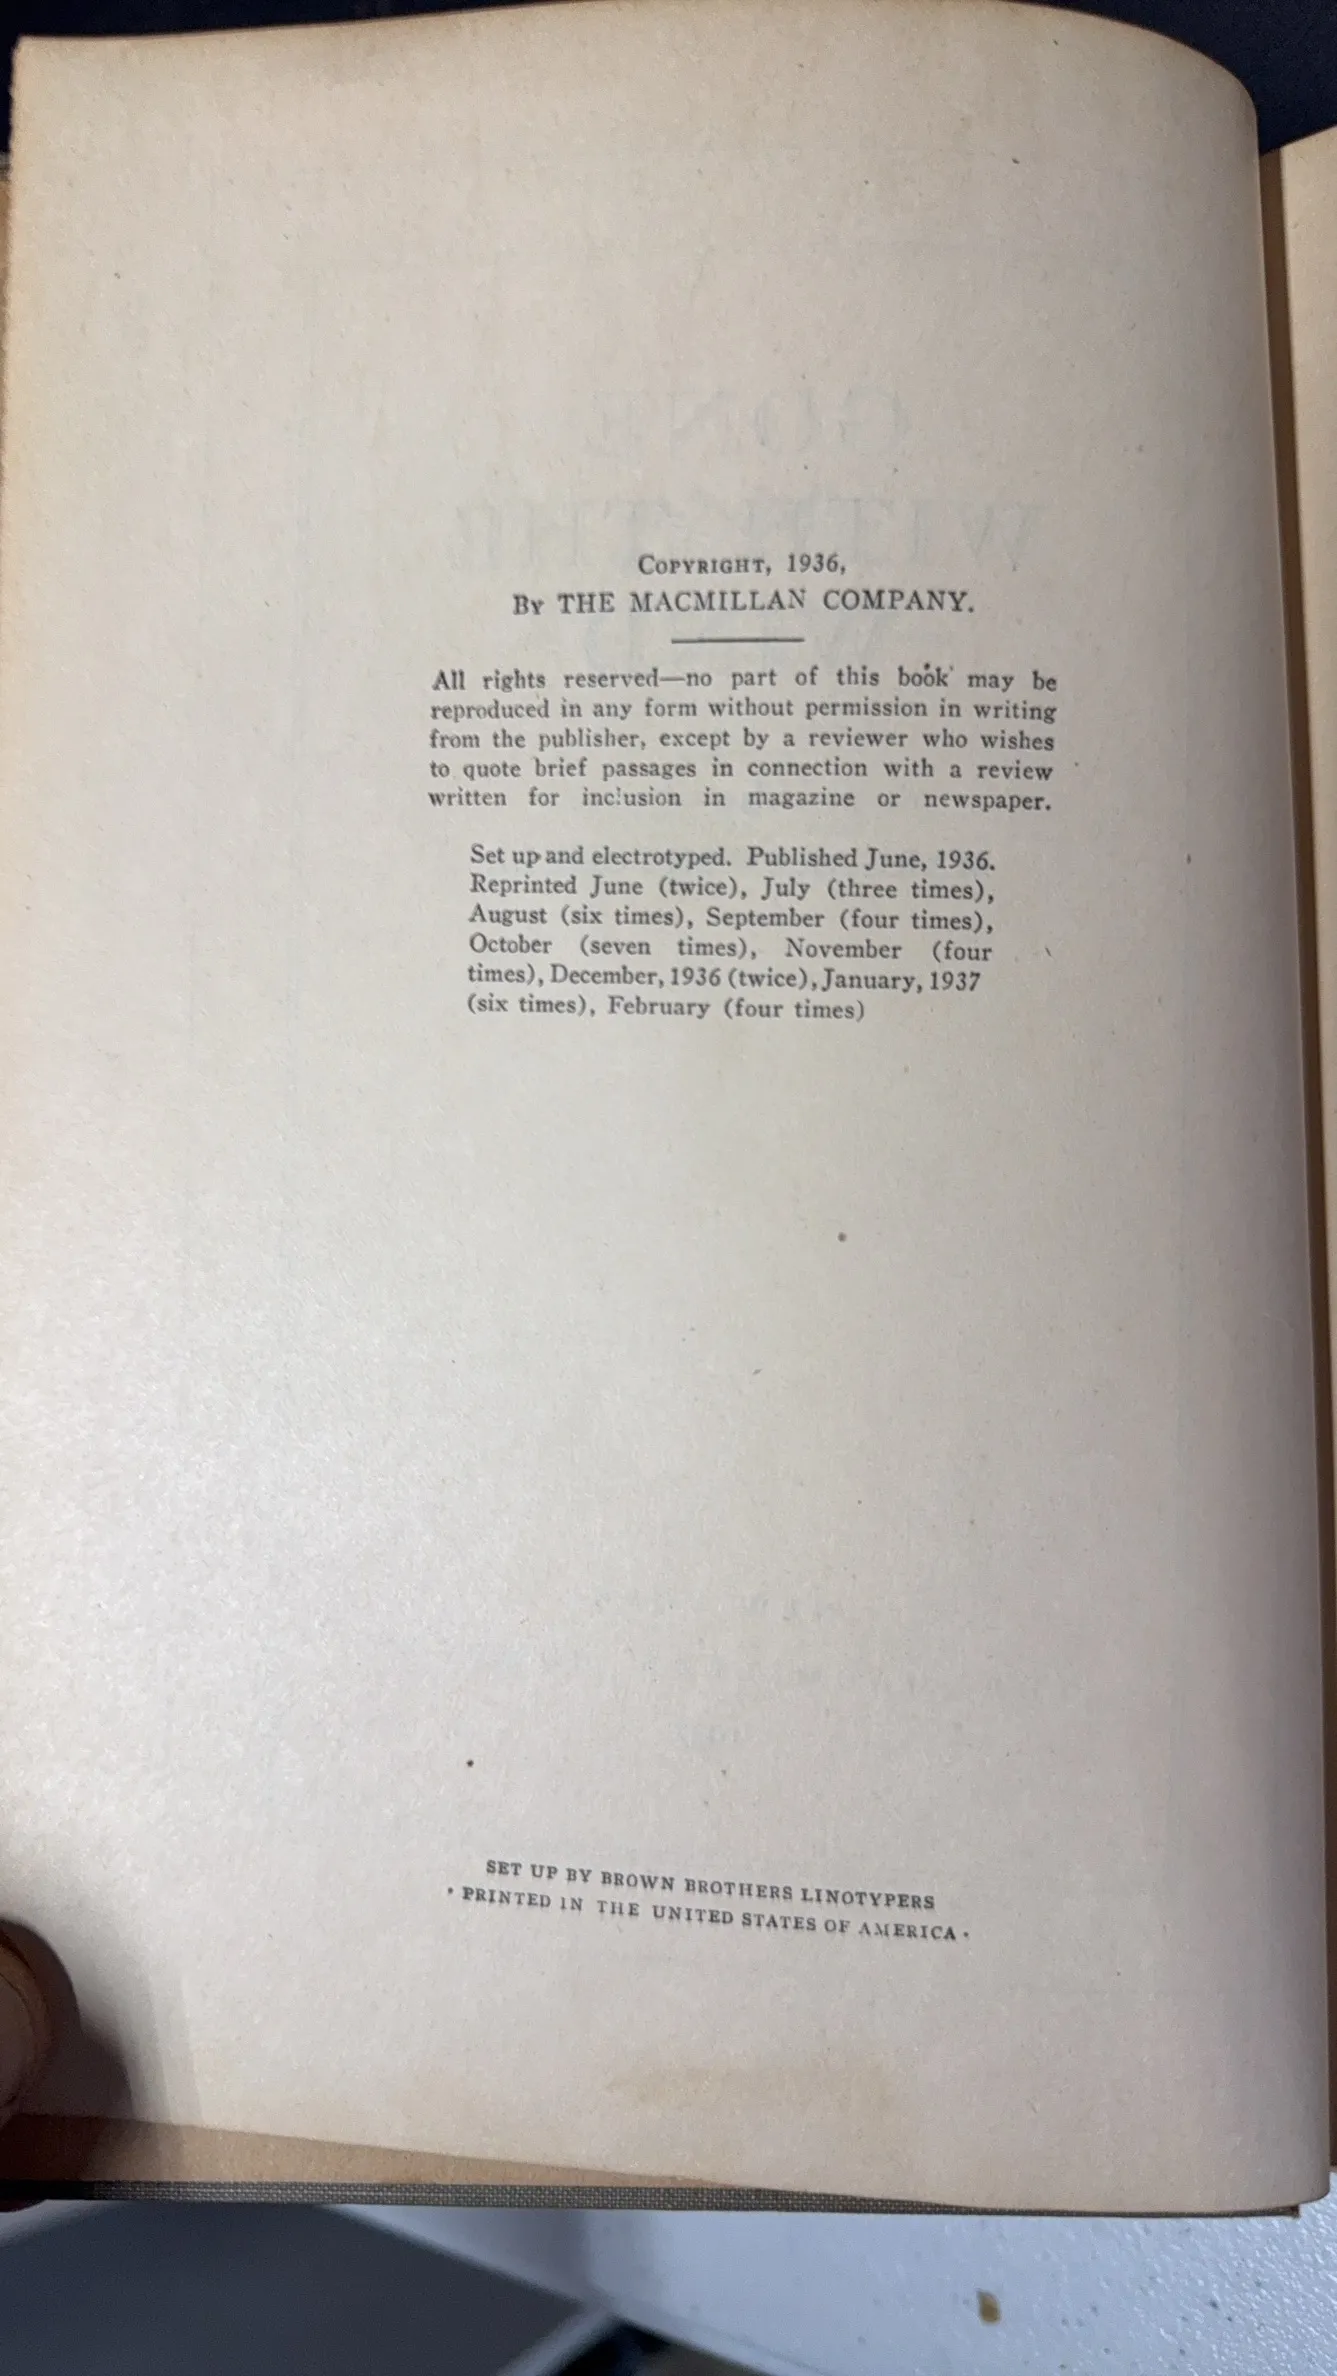 COPYRIGHT, 1936,
BY THE MACMILLAN COMPANY.
All rights reserved—no part of this book may be
reproduced in any form without permission in writing
from the publisher, except by a reviewer who wishes
to quote brief passages in connection with a review
written for inclusion in magazine or newspaper.
Set up and electrotyped. Published June, 1936.
Reprinted June (twice), July (three times),
August (six times), September (four times),
October (seven times), November (four
times), December, 1936 (twice), January, 1937
(six times), February (four times)
SET UP BY BROWN BROTHERS LINOTYPERS
· PRINTED IN THE UNITED STATES OF AMERICA ·